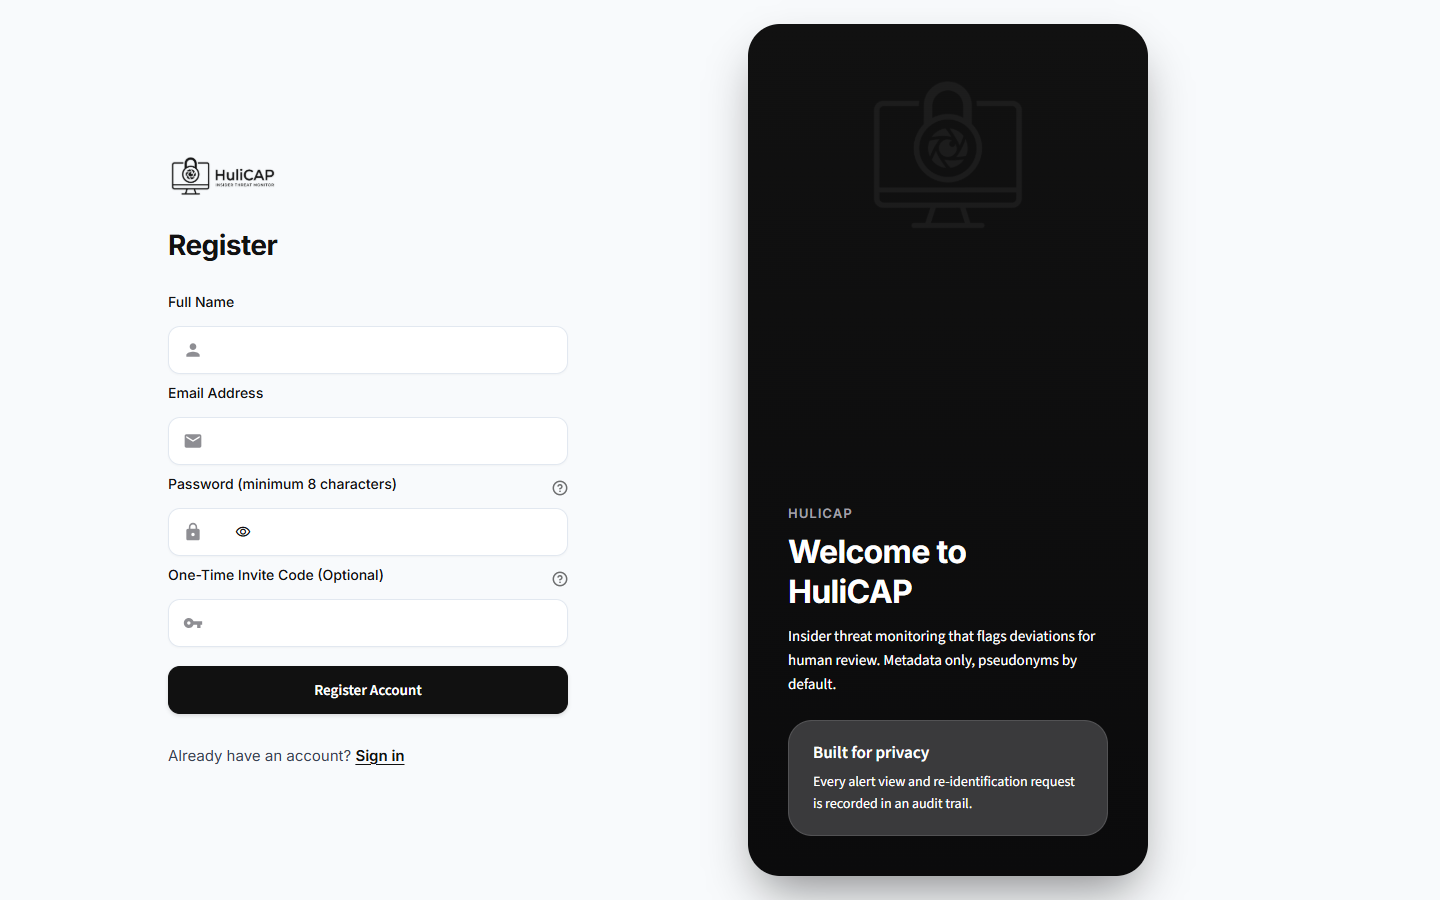 HuliCAP
INSIDER THREAT MONITOR
Register
Full Name
Email Address
Password (minimum 8 characters)
One-Time Invite Code (Optional)
Register Account
Already have an account? Sign in
HULICAP
Welcome to
HuliCAP
Insider threat monitoring that flags deviations for
human review. Metadata only, pseudonyms by
default.
Built for privacy
Every alert view and re-identification request
is recorded in an audit trail.